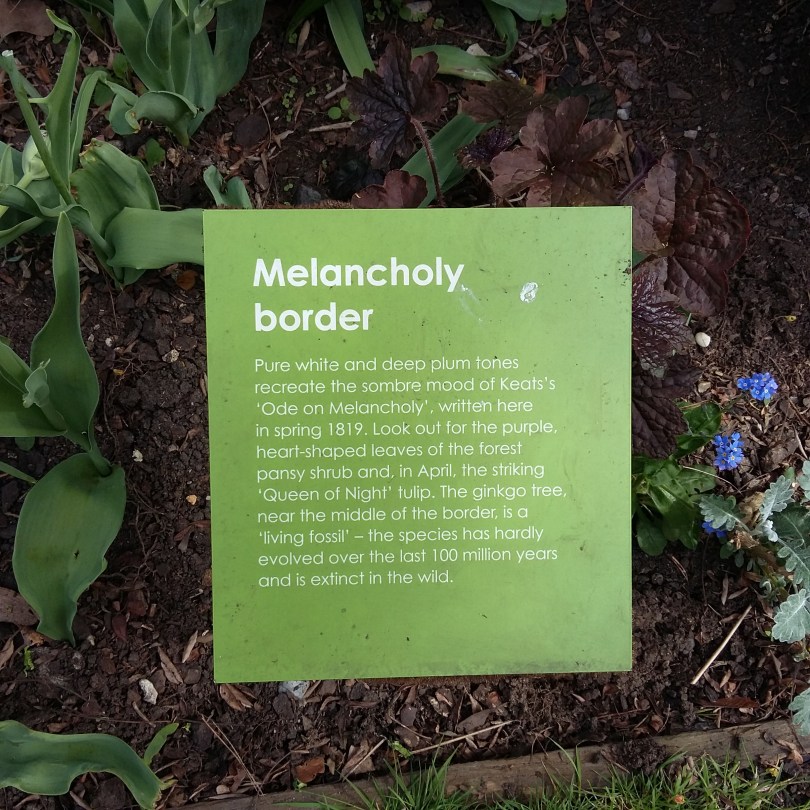 Melancholy
border
Pure white and deep plum tones
recreate the sombre mood of Keats's
'Ode on Melancholy', written here
in spring 1819. Look out for the purple,
heart-shaped leaves of the forest
pansy shrub and, in April, the striking
'Queen of Night' tulip. The ginkgo tree,
near the middle of the border, is a
'living fossil' – the species has hardly
evolved over the last 100 million years
and is extinct in the wild.